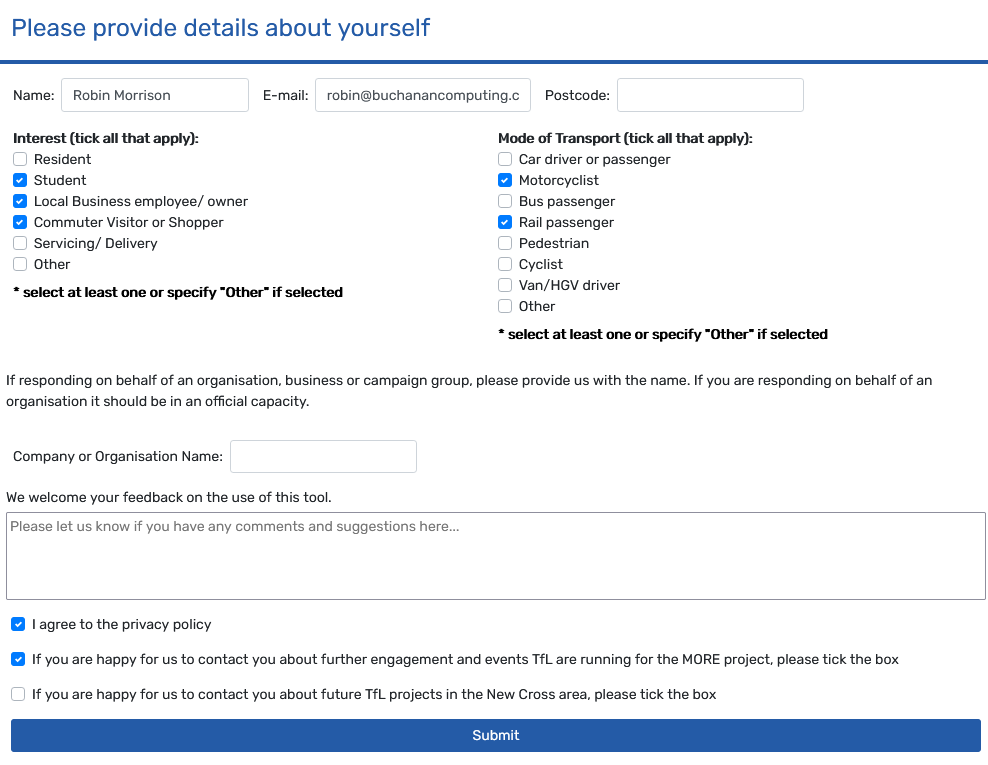 Please provide details about yourself
Name: Robin Morrison E-mail: robin@buchanancomputing.c Postcode:
Interest (tick all that apply):
Resident
Student
Local Business employee/ owner
Commuter Visitor or Shopper
Servicing/ Delivery
Other
* select at least one or specify "Other" if selected
Mode of Transport (tick all that apply):
Car driver or passenger
Motorcyclist
Bus passenger
Rail passenger
Pedestrian
Cyclist
Van/HGV driver
Other
* select at least one or specify "Other" if selected
If responding on behalf of an organisation, business or campaign group, please provide us with the name. If you are responding on behalf of an
organisation it should be in an official capacity.
Company or Organisation Name:
We welcome your feedback on the use of this tool.
Please let us know if you have any comments and suggestions here...
I agree to the privacy policy
If you are happy for us to contact you about further engagement and events TfL are running for the MORE project, please tick the box
If you are happy for us to contact you about future TfL projects in the New Cross area, please tick the box
Submit